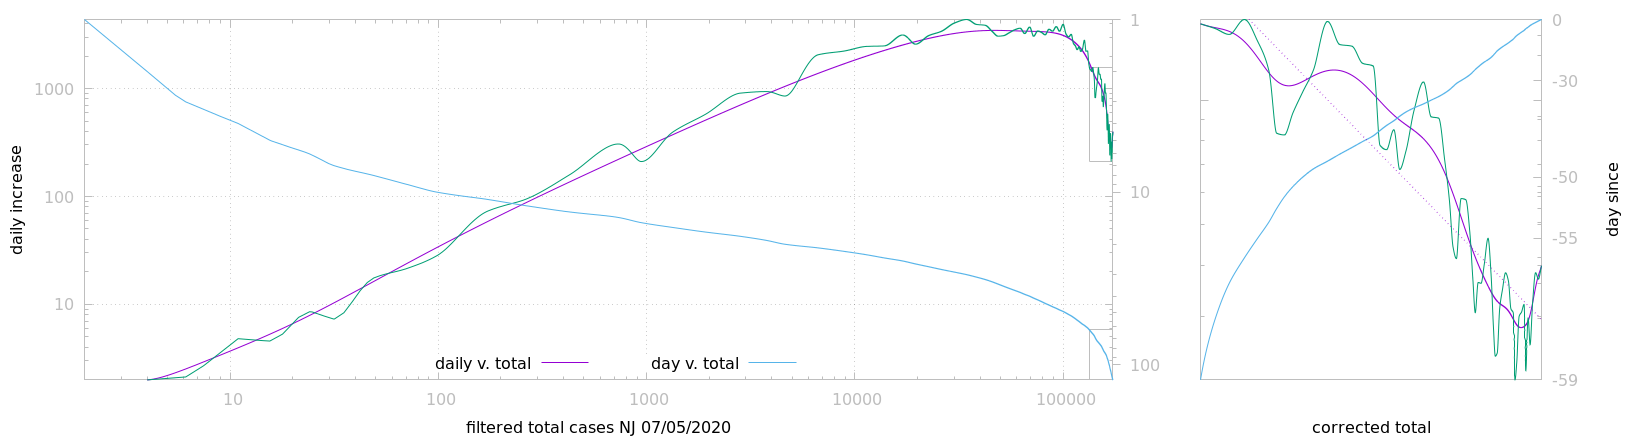 daily increase
1000
100
10
10
100
1000
10000
100000
filtered total cases NJ 07/05/2020
daily v. total
day v. total
1
10
100
0
-30
-50
-55
-59
day since
corrected total